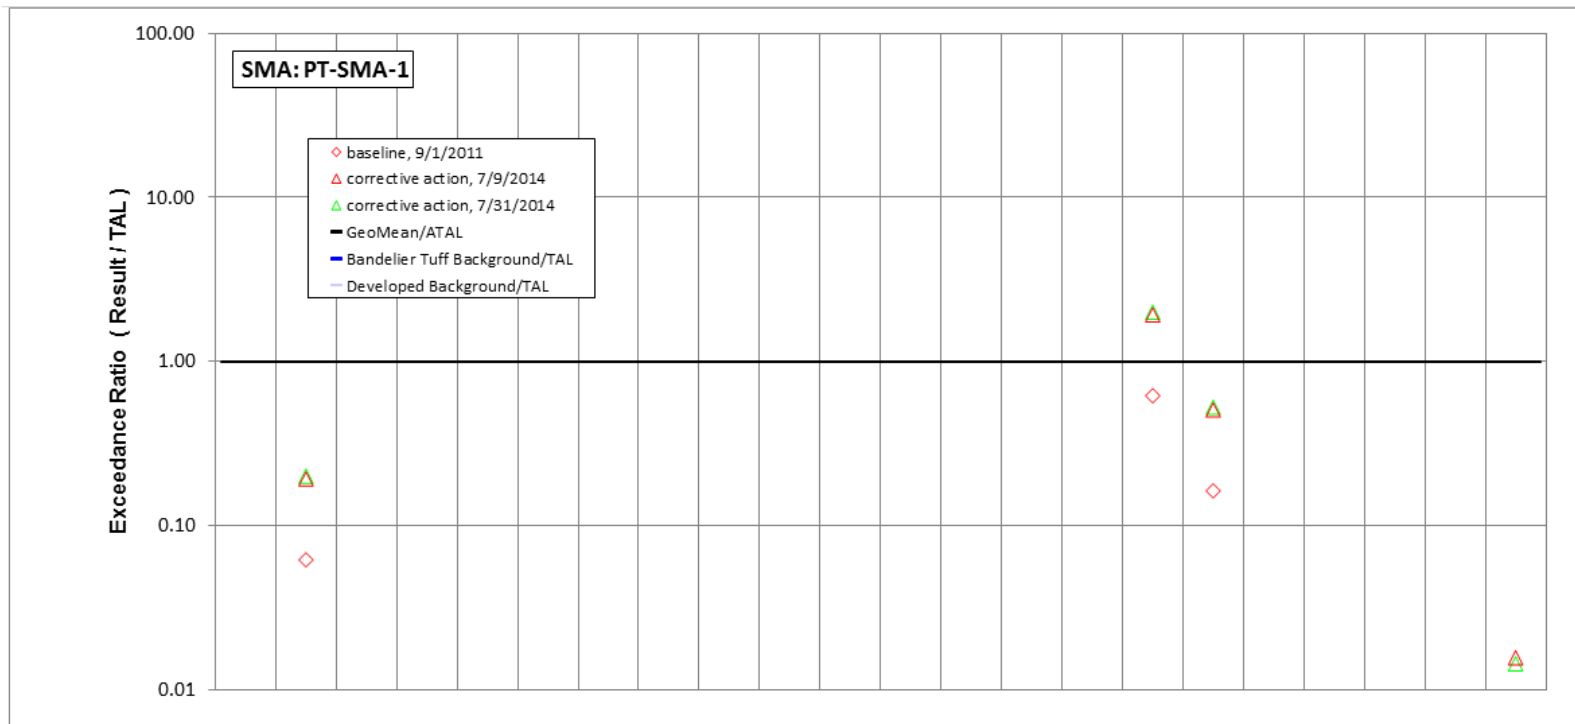 100.00
SMA: PT-SMA-1
baseline, 9/1/2011
corrective action, 7/9/2014
corrective action, 7/31/2014
GeoMean/ATAL
Bandelier Tuff Background/TAL
Developed Background/TAL
10.00
1.00
0.10
0.01
Exceedance Ratio ( Result / TAL )